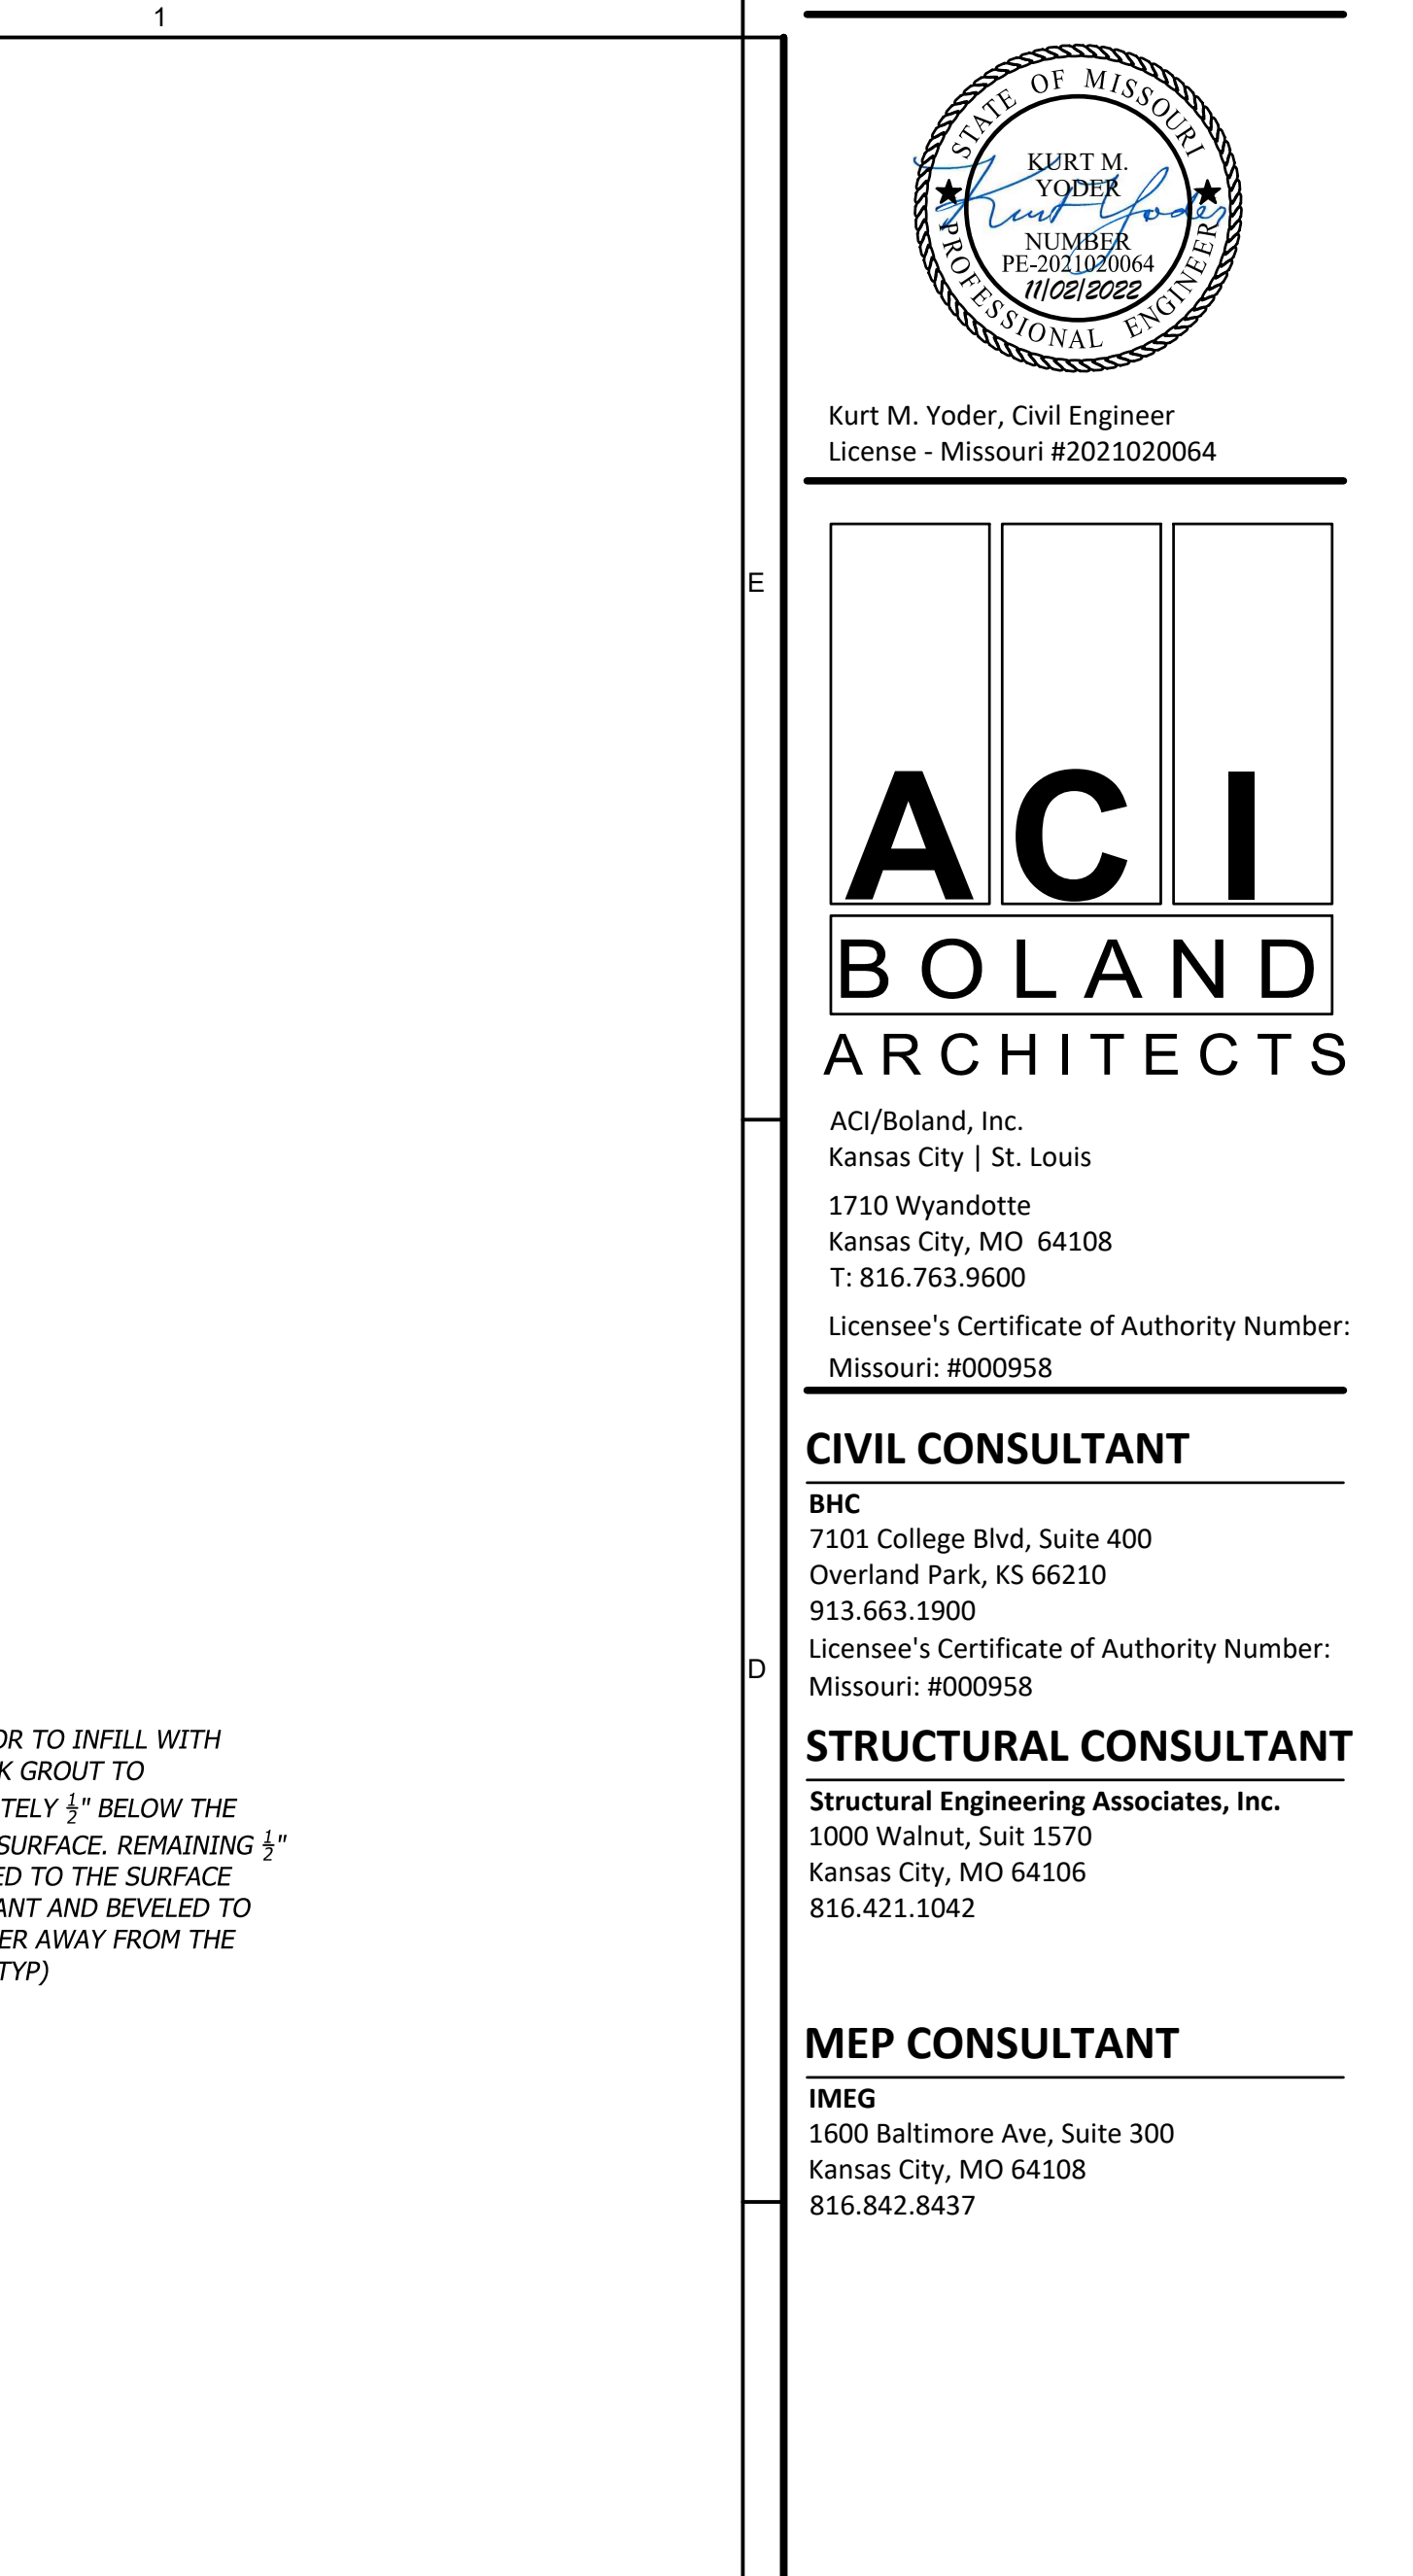 1
STATE OF MISSOURI
KURT M.
YODER
Kurt Yoder
NUMBER
PE-2021020064
11/02/2022
PROFESSIONAL ENGINEER
Kurt M. Yoder, Civil Engineer
License - Missouri #2021020064
E
ACI
BOLAND
ARCHITECTS
ACI/Boland, Inc.
Kansas City | St. Louis
1710 Wyandotte
Kansas City, MO 64108
T: 816.763.9600
Licensee's Certificate of Authority Number:
Missouri: #000958
CIVIL CONSULTANT
BHC
7101 College Blvd, Suite 400
Overland Park, KS 66210
913.663.1900
Licensee's Certificate of Authority Number:
Missouri: #000958
D
OR TO INFILL WITH
K GROUT TO
TELY ½" BELOW THE
SURFACE. REMAINING ½"
ED TO THE SURFACE
ANT AND BEVELED TO
ER AWAY FROM THE
TYP)
STRUCTURAL CONSULTANT
Structural Engineering Associates, Inc.
1000 Walnut, Suit 1570
Kansas City, MO 64106
816.421.1042
MEP CONSULTANT
IMEG
1600 Baltimore Ave, Suite 300
Kansas City, MO 64108
816.842.8437